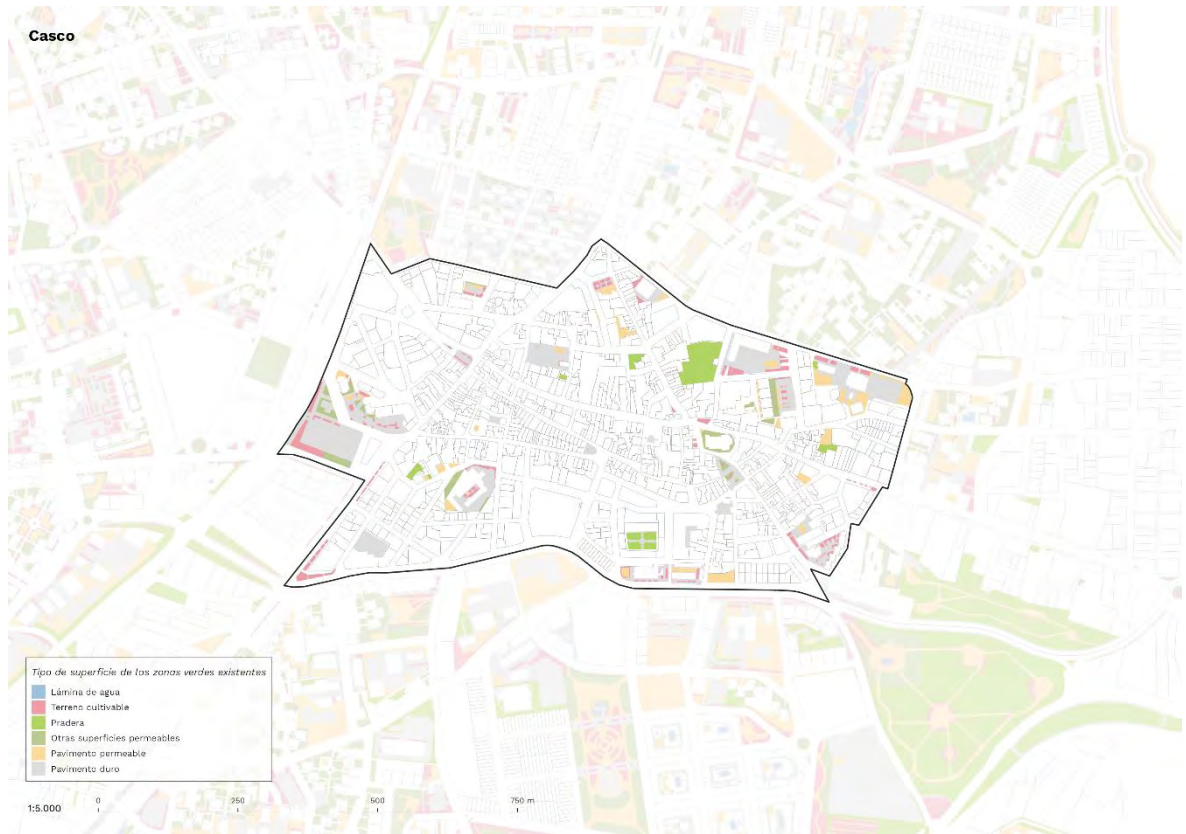 Casco
Tipo de superficie de las zonas verdes existentes
Lámina de agua
Terreno cultivable
Pradera
Otras superficies permeables
Pavimento permeable
Pavimento duro
1:5.000 0 250 500 750 m